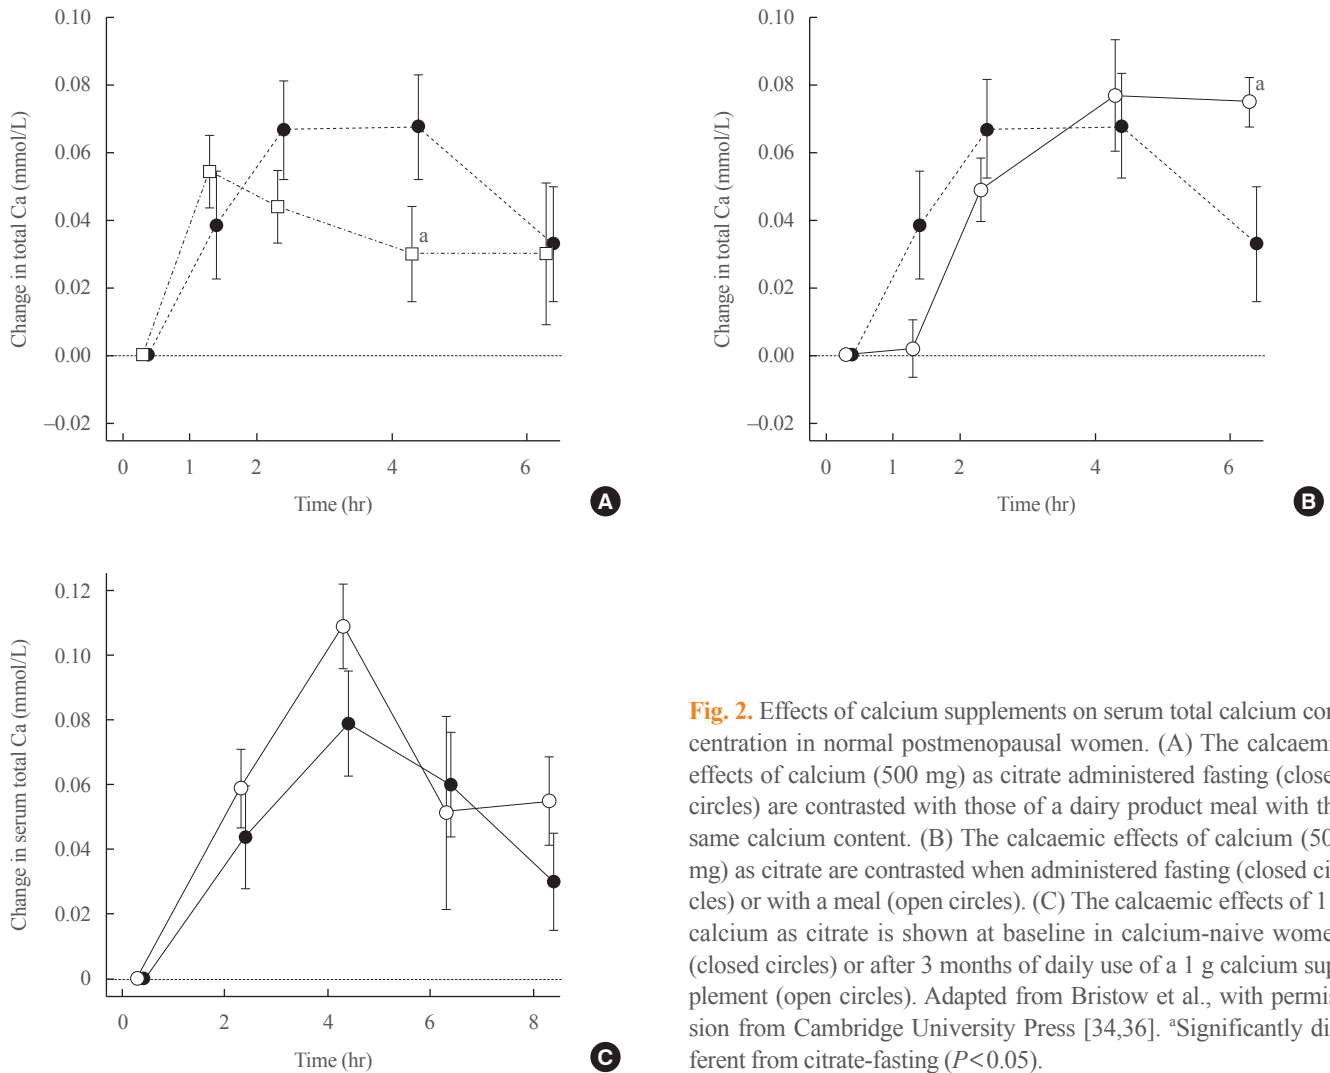 0.10
0.08
0.06
0.04
0.02
0.00
–0.02
Change in total Ca (mmol/L)
a
0 1 2 4 6
Time (hr)
A
0.10
0.08
0.06
0.04
0.02
0.00
–0.02
Change in total Ca (mmol/L)
a
0 1 2 4 6
Time (hr)
B
0.12
0.10
0.08
0.06
0.04
0.02
0
Change in serum total Ca (mmol/L)
0 2 4 6 8
Time (hr)
C
Fig. 2. Effects of calcium supplements on serum total calcium con
centration in normal postmenopausal women. (A) The calcaemi
effects of calcium (500 mg) as citrate administered fasting (close
circles) are contrasted with those of a dairy product meal with th
same calcium content. (B) The calcaemic effects of calcium (50
mg) as citrate are contrasted when administered fasting (closed ci
cles) or with a meal (open circles). (C) The calcaemic effects of 1
calcium as citrate is shown at baseline in calcium-naive wome
(closed circles) or after 3 months of daily use of a 1 g calcium sup
plement (open circles). Adapted from Bristow et al., with permis
sion from Cambridge University Press [34,36]. ᵃSignificantly di
ferent from citrate-fasting (P<0.05).